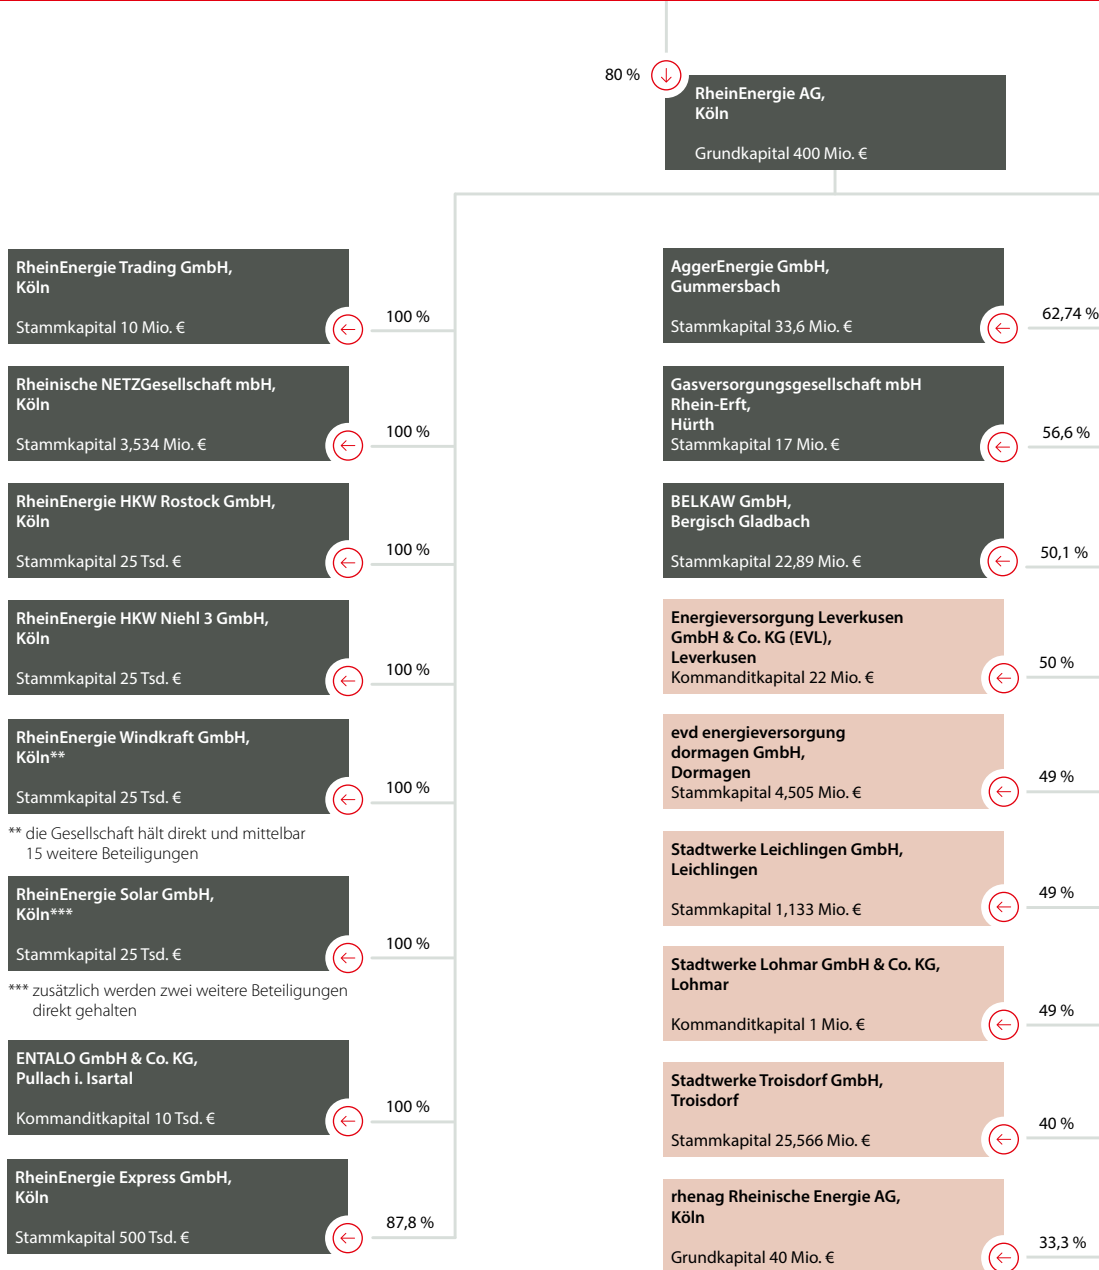 80 %
RheinEnergie AG,
Köln
Grundkapital 400 Mio. €
RheinEnergie Trading GmbH,
Köln
Stammkapital 10 Mio. €
100 %
Rheinische NETZGesellschaft mbH,
Köln
Stammkapital 3,534 Mio. €
100 %
RheinEnergie HKW Rostock GmbH,
Köln
Stammkapital 25 Tsd. €
100 %
RheinEnergie HKW Niehl 3 GmbH,
Köln
Stammkapital 25 Tsd. €
100 %
RheinEnergie Windkraft GmbH,
Köln**
Stammkapital 25 Tsd. €
100 %
** die Gesellschaft hält direkt und mittelbar
15 weitere Beteiligungen
RheinEnergie Solar GmbH,
Köln***
Stammkapital 25 Tsd. €
100 %
*** zusätzlich werden zwei weitere Beteiligungen
direkt gehalten
ENTALO GmbH & Co. KG,
Pullach i. Isartal
Kommanditkapital 10 Tsd. €
100 %
RheinEnergie Express GmbH,
Köln
Stammkapital 500 Tsd. €
87,8 %
AggerEnergie GmbH,
Gummersbach
Stammkapital 33,6 Mio. €
62,74 %
Gasversorgungsgesellschaft mbH
Rhein-Erft,
Hürth
Stammkapital 17 Mio. €
56,6 %
BELKAW GmbH,
Bergisch Gladbach
Stammkapital 22,89 Mio. €
50,1 %
Energieversorgung Leverkusen
GmbH & Co. KG (EVL),
Leverkusen
Kommanditkapital 22 Mio. €
50 %
evd energieversorgung
dormagen GmbH,
Dormagen
Stammkapital 4,505 Mio. €
49 %
Stadtwerke Leichlingen GmbH,
Leichlingen
Stammkapital 1,133 Mio. €
49 %
Stadtwerke Lohmar GmbH & Co. KG,
Lohmar
Kommanditkapital 1 Mio. €
49 %
Stadtwerke Troisdorf GmbH,
Troisdorf
Stammkapital 25,566 Mio. €
40 %
rhenag Rheinische Energie AG,
Köln
Grundkapital 40 Mio. €
33,3 %